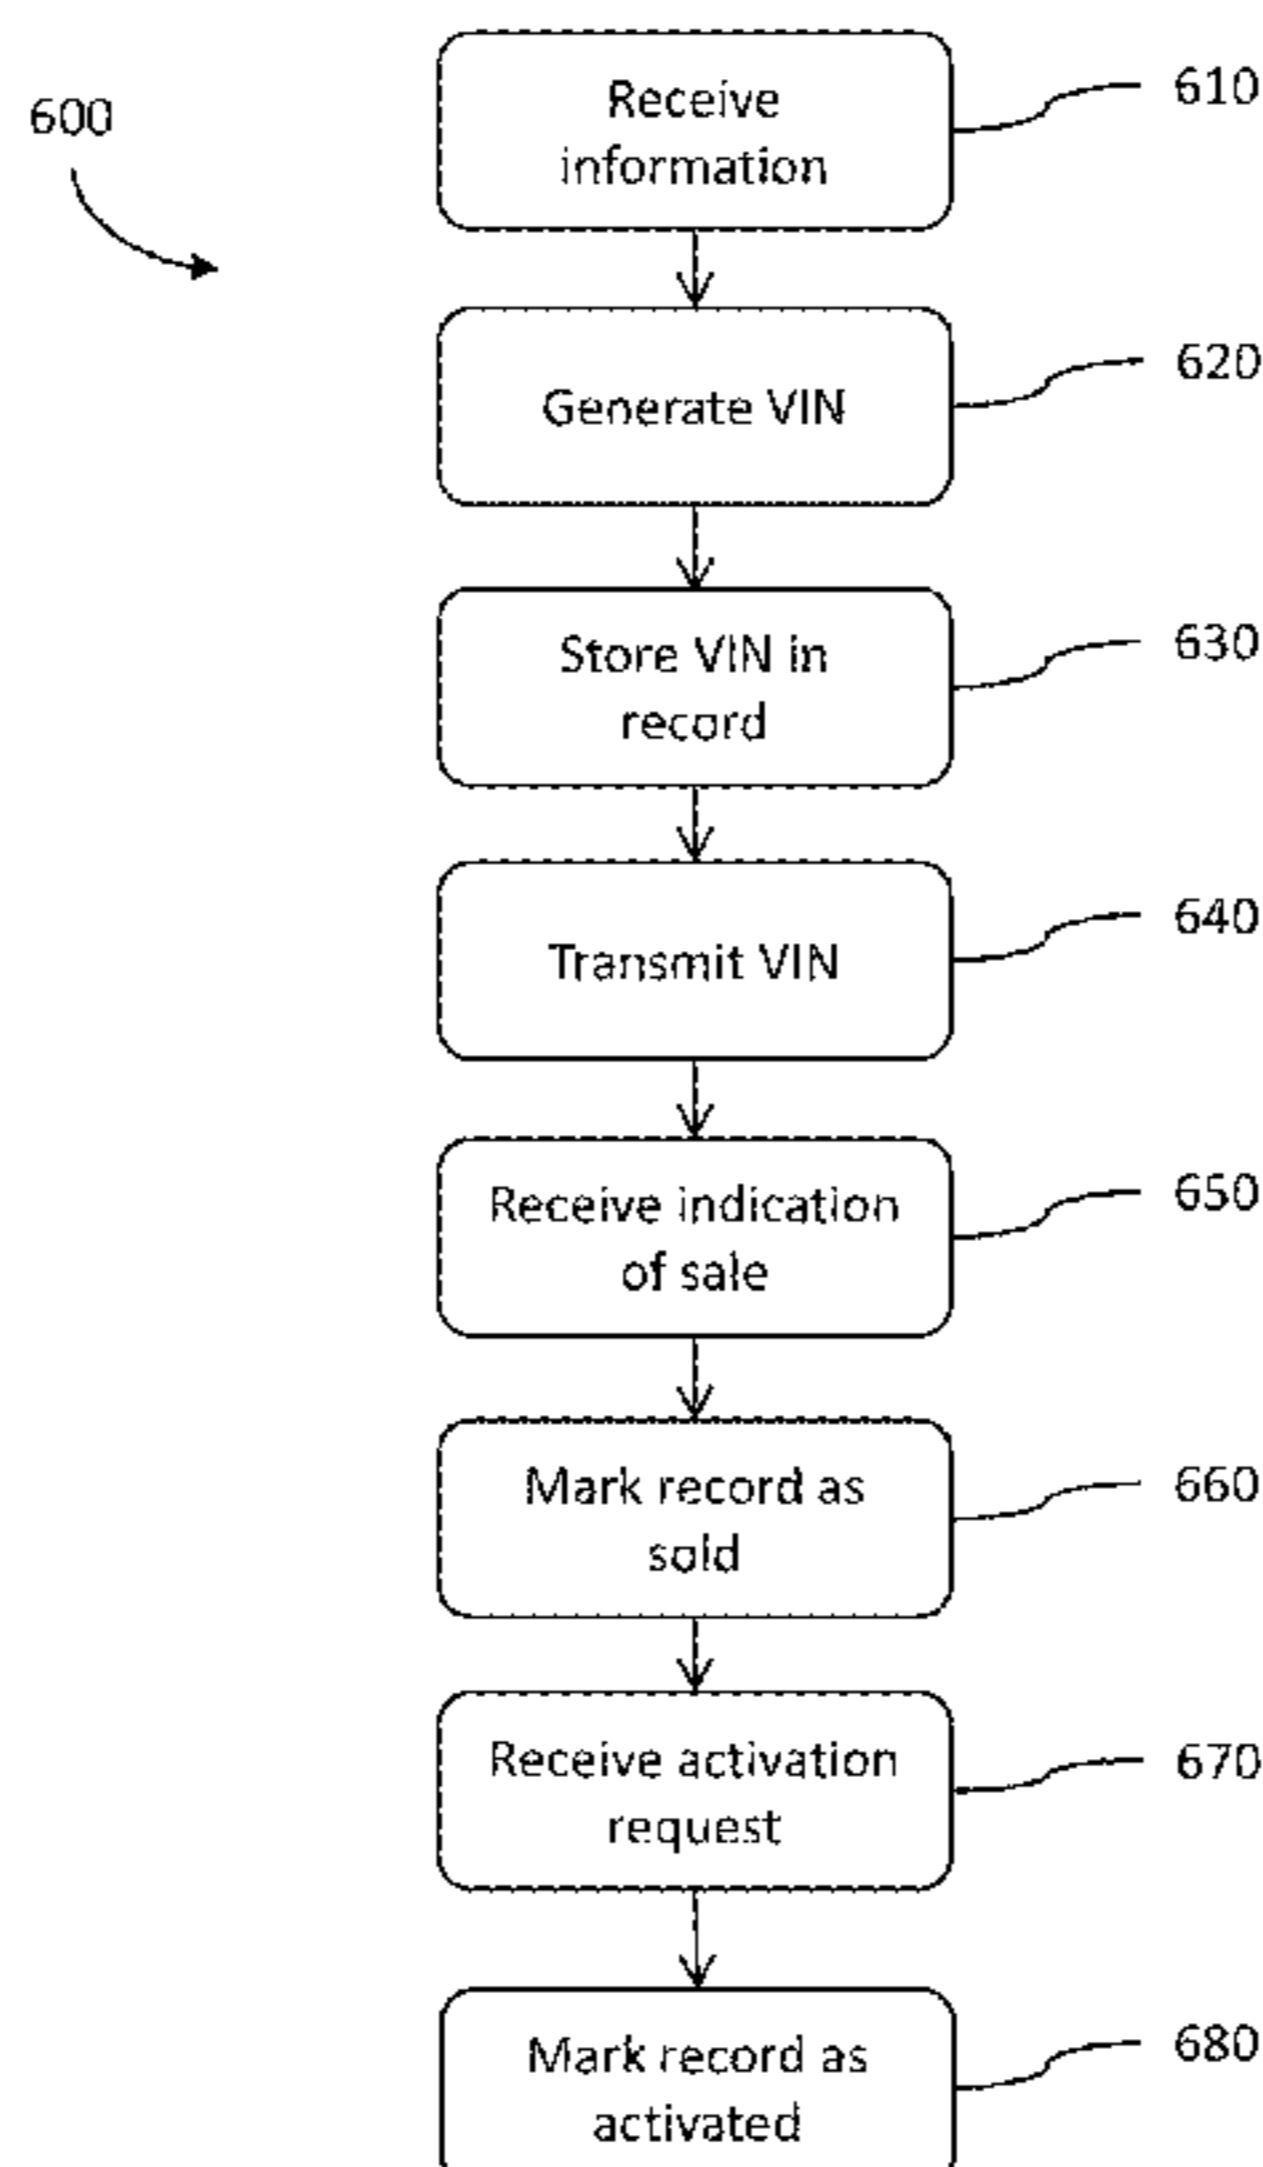 600
Receive
information
610
Generate VIN
620
Store VIN in
record
630
Transmit VIN
640
Receive indication
of sale
650
Mark record as
sold
660
Receive activation
request
670
Mark record as
activated
680